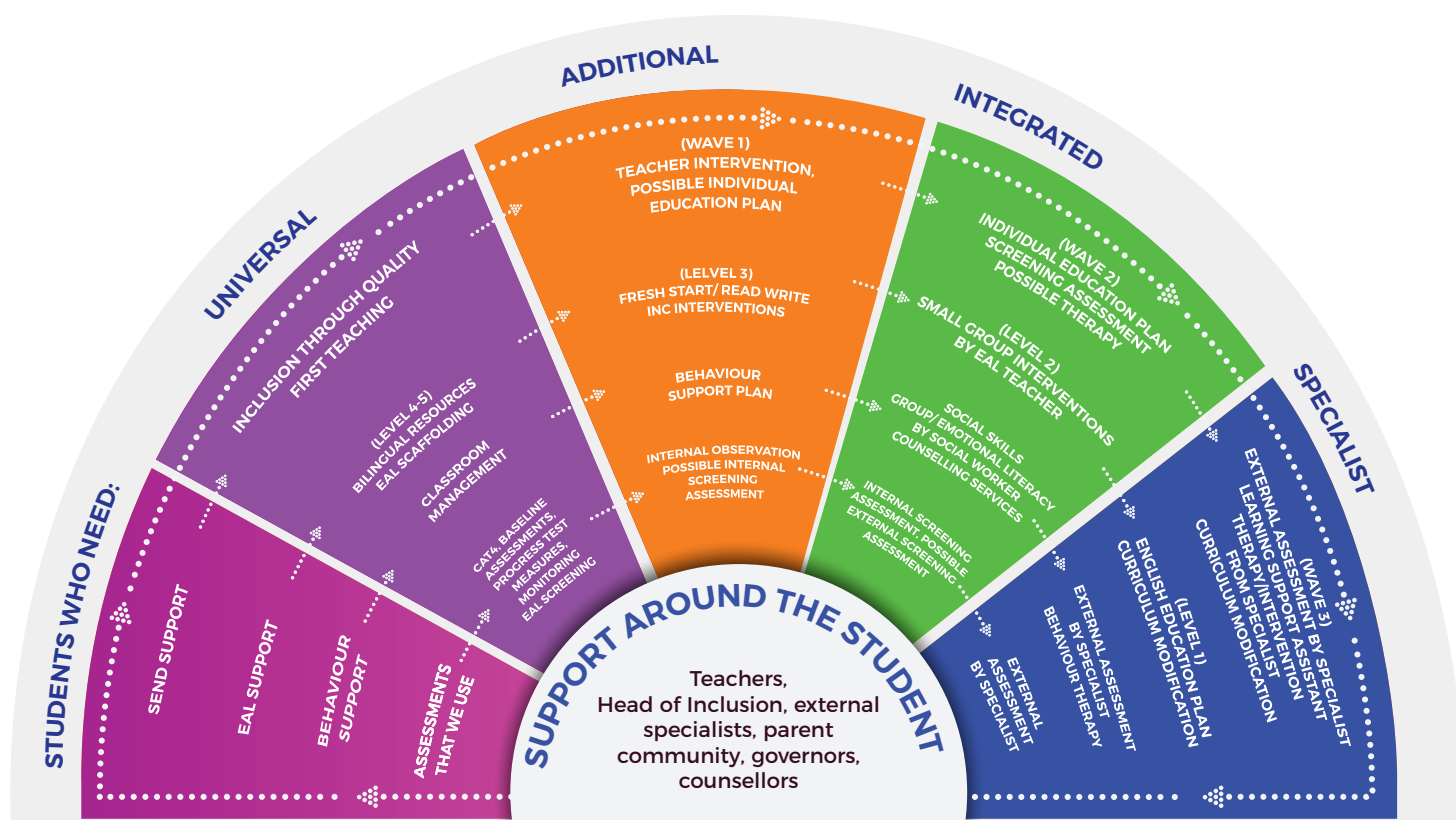 STUDENTS WHO NEED:
SEND SUPPORT
EAL SUPPORT
BEHAVIOUR
SUPPORT
ASSESSMENTS
THAT WE USE
UNIVERSAL
INCLUSION THROUGH QUALITY
FIRST TEACHING
(LEVEL 4-5)
BILINGUAL RESOURCES
EAL SCAFFOLDING
CLASSROOM
MANAGEMENT
CAT4, BASELINE
ASSESSMENTS,
PROGRESS TEST
MEASURES,
MONITORING
EAL SCREENING
ADDITIONAL
(WAVE 1)
TEACHER INTERVENTION,
POSSIBLE INDIVIDUAL
EDUCATION PLAN
(LELVEL 3)
FRESH START/ READ WRITE
INC INTERVENTIONS
BEHAVIOUR
SUPPORT PLAN
INTERNAL OBSERVATION
POSSIBLE INTERNAL
SCREENING
ASSESSMENT
INTEGRATED
(WAVE 2)
INDIVIDUAL EDUCATION PLAN
SCREENING ASSESSMENT
POSSIBLE THERAPY
(LEVEL 2)
SMALL GROUP INTERVENTIONS
BY EAL TEACHER
SOCIAL SKILLS
GROUP/ EMOTIONAL LITERACY
BY SOCIAL WORKER
COUNSELLING SERVICES
INTERNAL SCREENING
ASSESSMENT, POSSIBLE
EXTERNAL SCREENING
ASSESSMENT
SPECIALIST
(WAVE 3)
EXTERNAL ASSESSMENT BY SPECIALIST
LEARNING SUPPORT ASSISTANT
THERAPY/INTERVENTION
FROM SPECIALIST
CURRICULUM MODIFICATION
(LEVEL 1)
ENGLISH EDUCATION PLAN
CURRICULUM MODIFICATION
EXTERNAL ASSESSMENT
BY SPECIALIST
BEHAVIOUR THERAPY
EXTERNAL
ASSESSMENT
BY SPECIALIST
SUPPORT AROUND THE STUDENT
Teachers,
Head of Inclusion, external
specialists, parent
community, governors,
counsellors